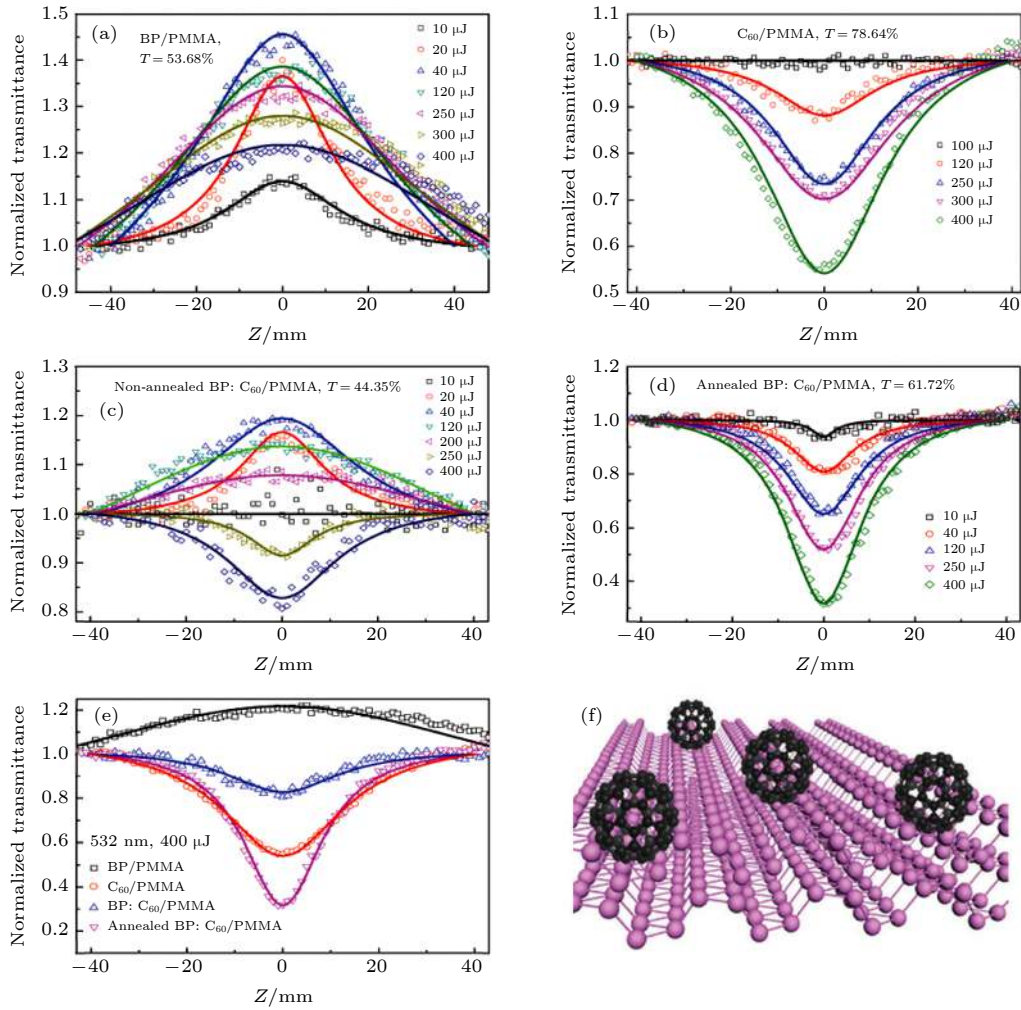 (a)
BP/PMMA,
T = 53.68%
10 μJ
20 μJ
40 μJ
120 μJ
250 μJ
300 μJ
400 μJ
1.5
1.4
1.3
1.2
1.1
1.0
0.9
Normalized transmittance
−40
−20
0
20
40
Z/mm
(b)
C₆₀/PMMA, T = 78.64%
100 μJ
120 μJ
250 μJ
300 μJ
400 μJ
1.1
1.0
0.9
0.8
0.7
0.6
0.5
Normalized transmittance
−40
−20
0
20
40
Z/mm
Non-annealed BP: C₆₀/PMMA, T = 44.35%
(c)
10 μJ
20 μJ
40 μJ
120 μJ
200 μJ
250 μJ
400 μJ
1.3
1.2
1.1
1.0
0.9
0.8
Normalized transmittance
−40
−20
0
20
40
Z/mm
(d)
Annealed BP: C₆₀/PMMA, T = 61.72%
10 μJ
40 μJ
120 μJ
250 μJ
400 μJ
1.2
1.0
0.8
0.6
0.4
Normalized transmittance
−40
−20
0
20
40
Z/mm
(e)
532 nm, 400 μJ
BP/PMMA
C₆₀/PMMA
BP: C₆₀/PMMA
Annealed BP: C₆₀/PMMA
1.2
1.0
0.8
0.6
0.4
0.2
Normalized transmittance
−40
−20
0
20
40
Z/mm
(f)